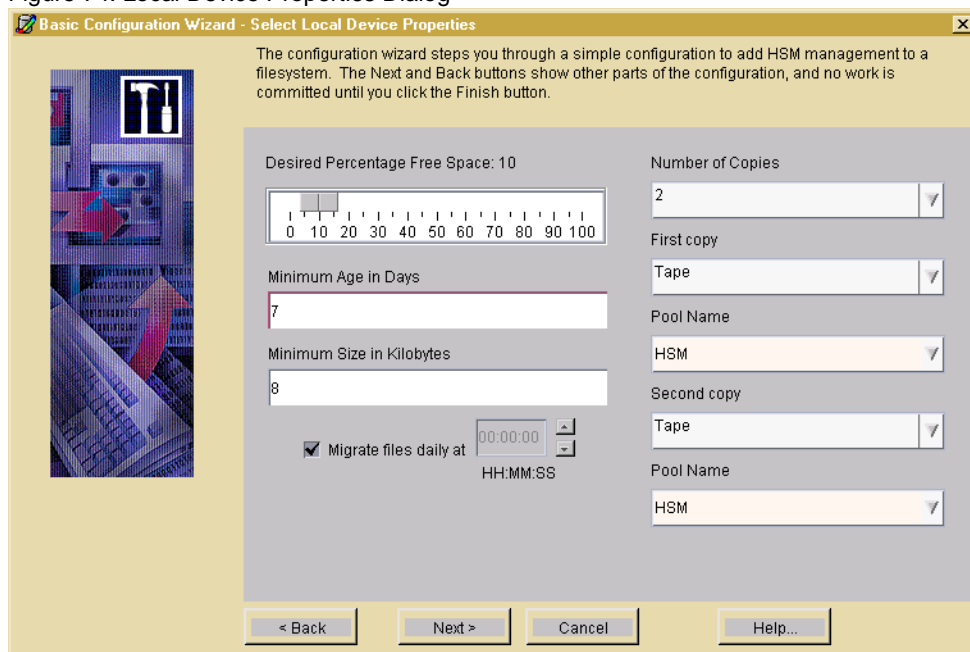 Basic Configuration Wizard - Select Local Device Properties
The configuration wizard steps you through a simple configuration to add HSM management to a
filesystem. The Next and Back buttons show other parts of the configuration, and no work is
committed until you click the Finish button.
Desired Percentage Free Space: 10
0 10 20 30 40 50 60 70 80 90 100
Minimum Age in Days
7
Minimum Size in Kilobytes
8
Migrate files daily at 00:00:00
HH:MM:SS
Number of Copies
2
First copy
Tape
Pool Name
HSM
Second copy
Tape
Pool Name
HSM
< Back
Next >
Cancel
Help...